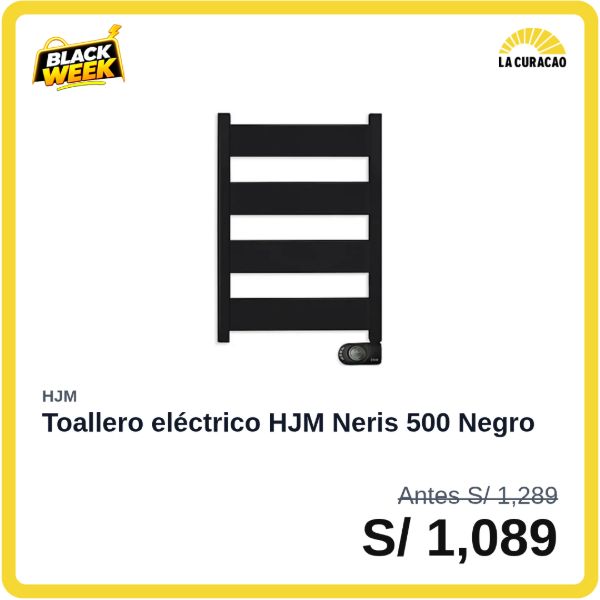 BLACK
WEEK
LA CURACAO
HJM
Toallero eléctrico HJM Neris 500 Negro
Antes S/ 1,289
S/ 1,089